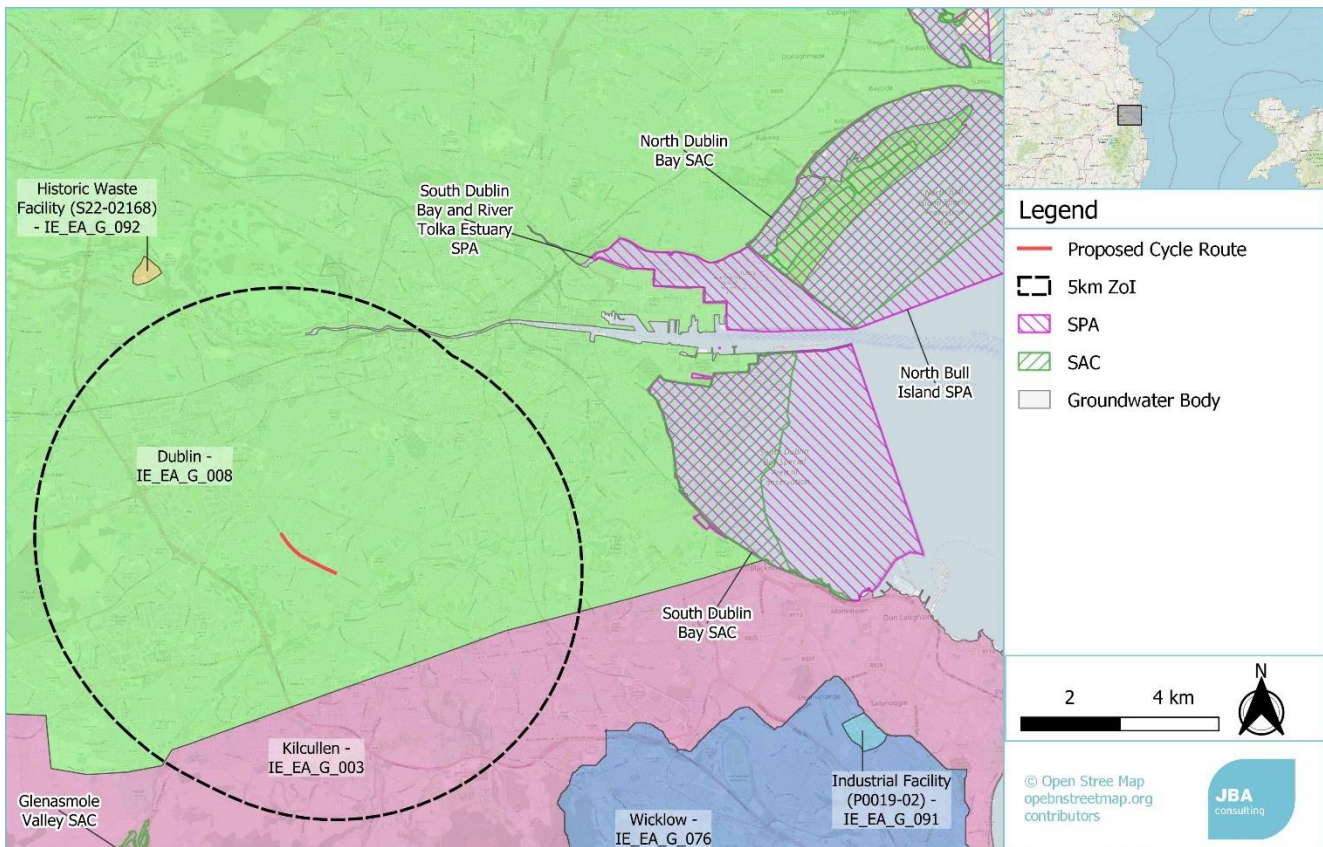 North Dublin
Bay SAC
Historic Waste
Facility (S22-02168)
- IE_EA_G_092
South Dublin
Bay and River
Tolka Estuary
SPA
North Bull
Island SPA
Dublin -
IE_EA_G_008
South Dublin
Bay SAC
Kilcullen -
IE_EA_G_003
Glenasmole
Valley SAC
Wicklow -
IE_EA_G_076
Industrial Facility
(P0019-02) -
IE_EA_G_091
Legend
Proposed Cycle Route
5km ZoI
SPA
SAC
Groundwater Body
2 4 km
N
© Open Stree Map
opebnstreetmap.org
contributors
JBA
consulting